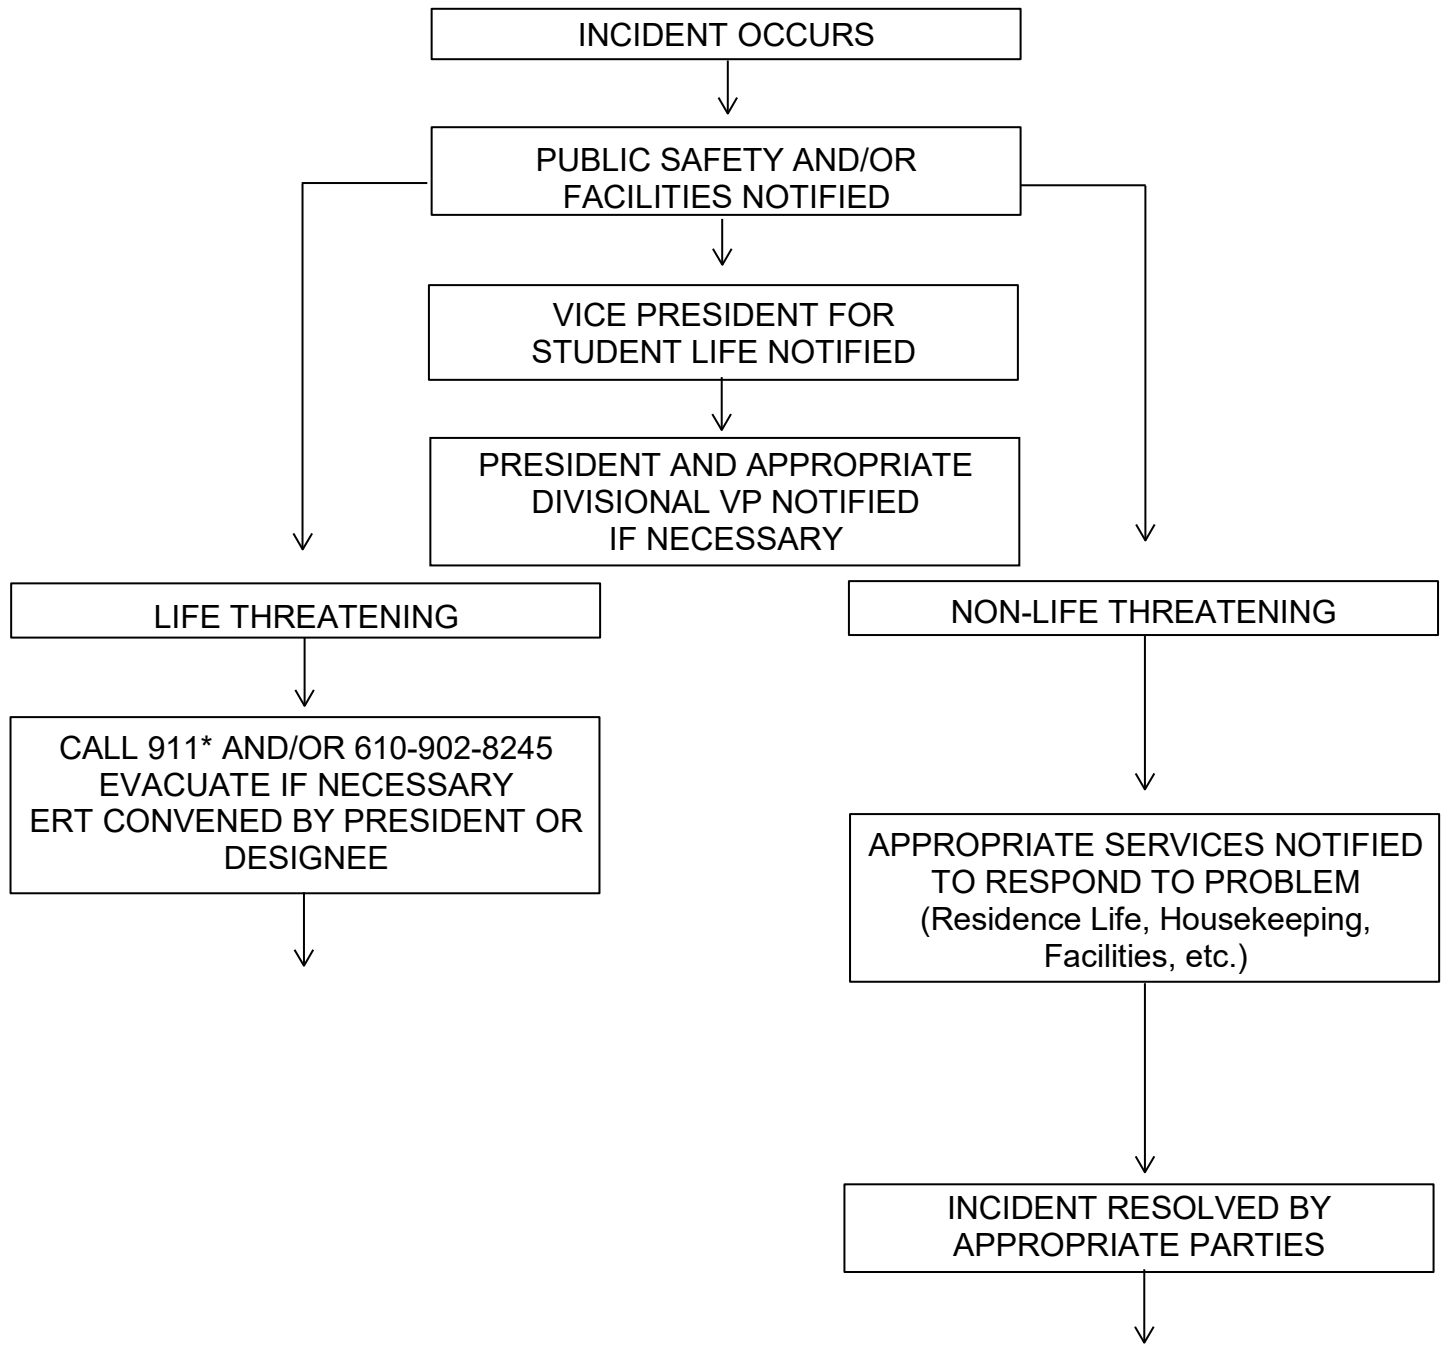 INCIDENT OCCURS
PUBLIC SAFETY AND/OR
FACILITIES NOTIFIED
VICE PRESIDENT FOR
STUDENT LIFE NOTIFIED
PRESIDENT AND APPROPRIATE
DIVISIONAL VP NOTIFIED
IF NECESSARY
LIFE THREATENING
CALL 911* AND/OR 610-902-8245
EVACUATE IF NECESSARY
ERT CONVENED BY PRESIDENT OR
DESIGNEE
NON-LIFE THREATENING
APPROPRIATE SERVICES NOTIFIED
TO RESPOND TO PROBLEM
(Residence Life, Housekeeping,
Facilities, etc.)
INCIDENT RESOLVED BY
APPROPRIATE PARTIES